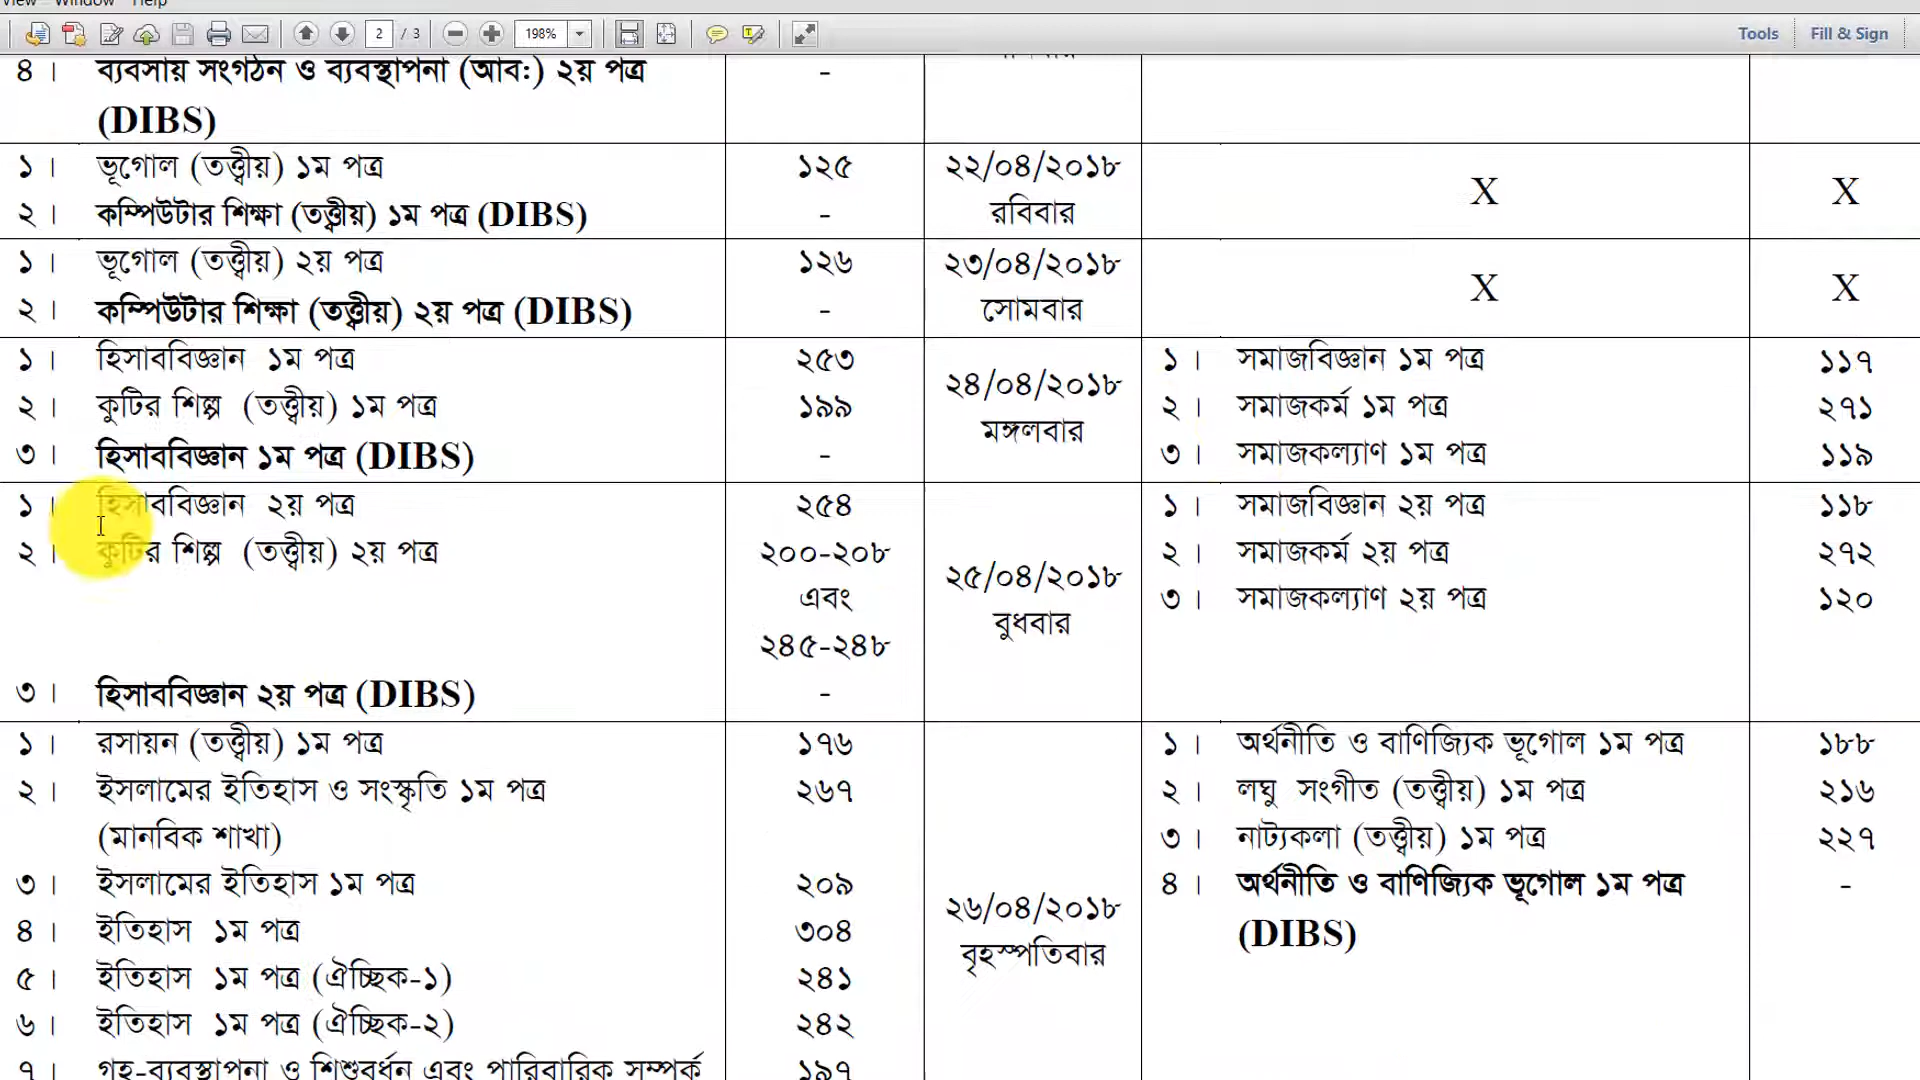 View Window Help
2 / 3 198% Tools Fill & Sign
৪। ব্যবসায় সংগঠন ও ব্যবস্থাপনা (আব:) ২য় পত্র -
(DIBS)
১। ভূগোল (তত্ত্বীয়) ১ম পত্র ১২৫ ২২/০৪/২০১৮ X X
২। কম্পিউটার শিক্ষা (তত্ত্বীয়) ১ম পত্র (DIBS) - রবিবার
১। ভূগোল (তত্ত্বীয়) ২য় পত্র ১২৬ ২৩/০৪/২০১৮ X X
২। কম্পিউটার শিক্ষা (তত্ত্বীয়) ২য় পত্র (DIBS) - সোমবার
১। হিসাববিজ্ঞান ১ম পত্র ২৫৩ ২৪/০৪/২০১৮ ১। সমাজবিজ্ঞান ১ম পত্র ১১৭
২। কুটির শিল্প (তত্ত্বীয়) ১ম পত্র ১৯৯ মঙ্গলবার ২। সমাজকর্ম ১ম পত্র ২৭১
৩। হিসাববিজ্ঞান ১ম পত্র (DIBS) - ৩। সমাজকল্যাণ ১ম পত্র ১১৯
১। হিসাববিজ্ঞান ২য় পত্র ২৫৪ ১। সমাজবিজ্ঞান ২য় পত্র ১১৮
২। কুটির শিল্প (তত্ত্বীয়) ২য় পত্র ২০০-২০৮ ২৫/০৪/২০১৮ ২। সমাজকর্ম ২য় পত্র ২৭২
এবং বুধবার ৩। সমাজকল্যাণ ২য় পত্র ১২০
২৪৫-২৪৮
৩। হিসাববিজ্ঞান ২য় পত্র (DIBS) -
১। রসায়ন (তত্ত্বীয়) ১ম পত্র ১৭৬ ১। অর্থনীতি ও বাণিজ্যিক ভূগোল ১ম পত্র ১৮৮
২। ইসলামের ইতিহাস ও সংস্কৃতি ১ম পত্র ২৬৭ ২। লঘু সংগীত (তত্ত্বীয়) ১ম পত্র ২১৬
(মানবিক শাখা) ৩। নাট্যকলা (তত্ত্বীয়) ১ম পত্র ২২৭
৩। ইসলামের ইতিহাস ১ম পত্র ২০৯ ২৬/০৪/২০১৮ ৪। অর্থনীতি ও বাণিজ্যিক ভূগোল ১ম পত্র -
৪। ইতিহাস ১ম পত্র ৩০৪ বৃহস্পতিবার (DIBS)
৫। ইতিহাস ১ম পত্র (ঐচ্ছিক-১) ২৪১
৬। ইতিহাস ১ম পত্র (ঐচ্ছিক-২) ২৪২
৭। গৃহ-ব্যবস্থাপনা ও শিশুবর্ধন এবং পারিবারিক সম্পর্ক ১৯৭